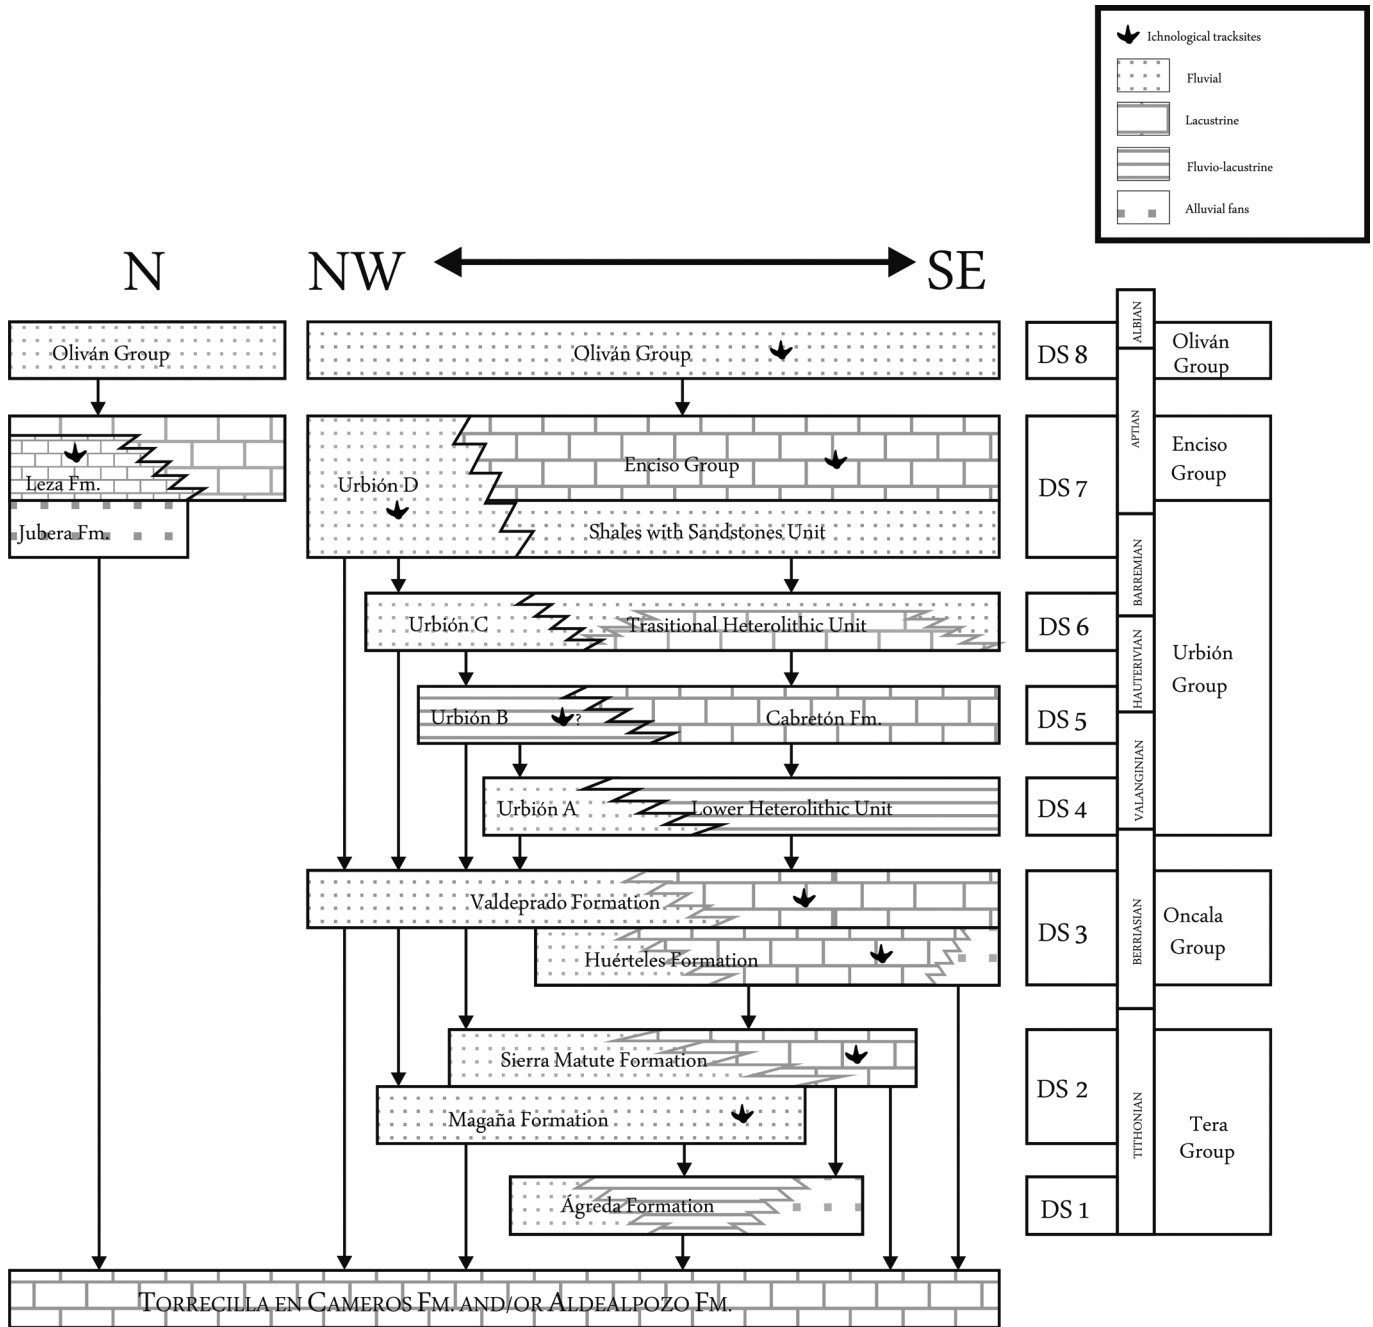 Ichnological tracksites
Fluvial
Lacustrine
Fluvio-lacustrine
Alluvial fans
N
NW
SE
Oliván Group
Oliván Group
DS 8
ALBIAN
Oliván
Group
Leza Fm.
Jubera Fm.
Urbión D
Enciso Group
Shales with Sandstones Unit
DS 7
APTIAN
Enciso
Group
Urbión C
Trasitional Heterolithic Unit
DS 6
BARREMIAN
HAUTERIVIAN
Urbión
Group
Urbión B
?
Cabretón Fm.
DS 5
Urbión A
Lower Heterolithic Unit
DS 4
VALANGINIAN
Valdeprado Formation
Huérteles Formation
DS 3
BERRIASIAN
Oncala
Group
Sierra Matute Formation
Magaña Formation
DS 2
TITHONIAN
Tera
Group
Ágreda Formation
DS 1
TORRECILLA EN CAMEROS FM. AND/OR ALDEALPOZO FM.